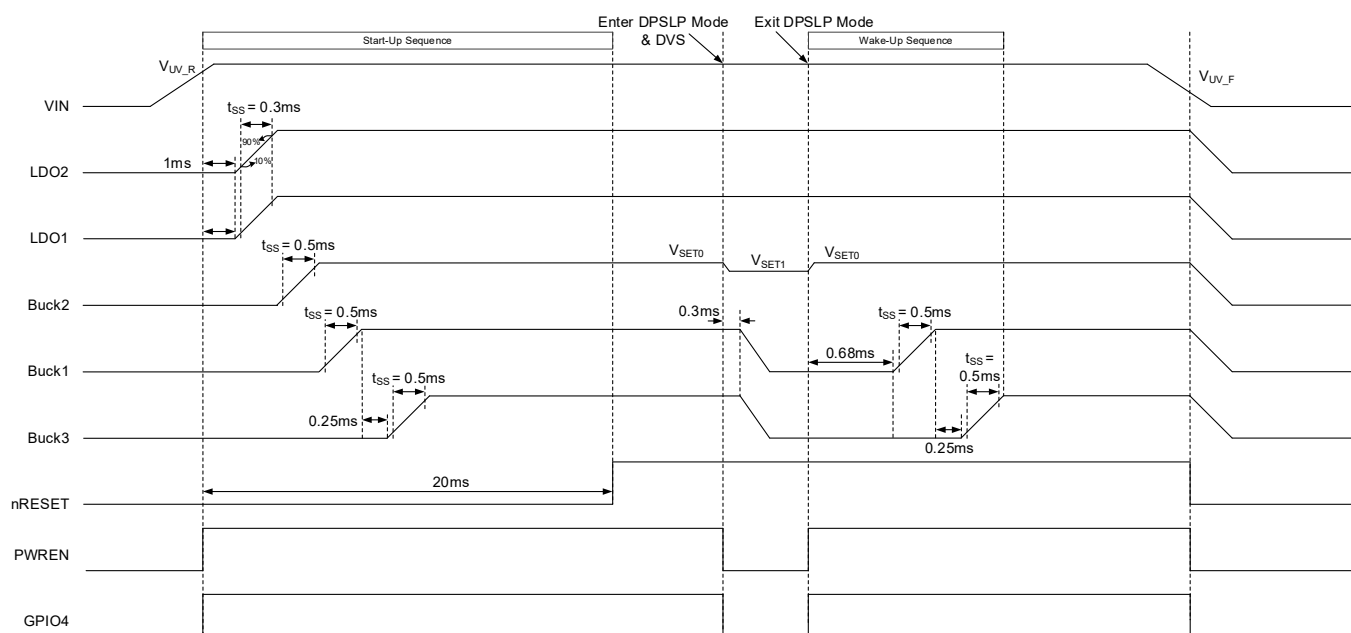 Enter DPSLP Mode
& DVS
Exit DPSLP Mode
Start-Up Sequence
Wake-Up Sequence
VUV_R
VUV_F
VIN
tSS = 0.3ms
90%
10%
1ms
LDO2
LDO1
tSS = 0.5ms
VSET0
VSET1
VSET0
Buck2
tSS = 0.5ms
0.3ms
tSS = 0.5ms
0.68ms
Buck1
tSS = 0.5ms
tSS =
0.5ms
0.25ms
Buck3
0.25ms
20ms
nRESET
PWREN
GPIO4